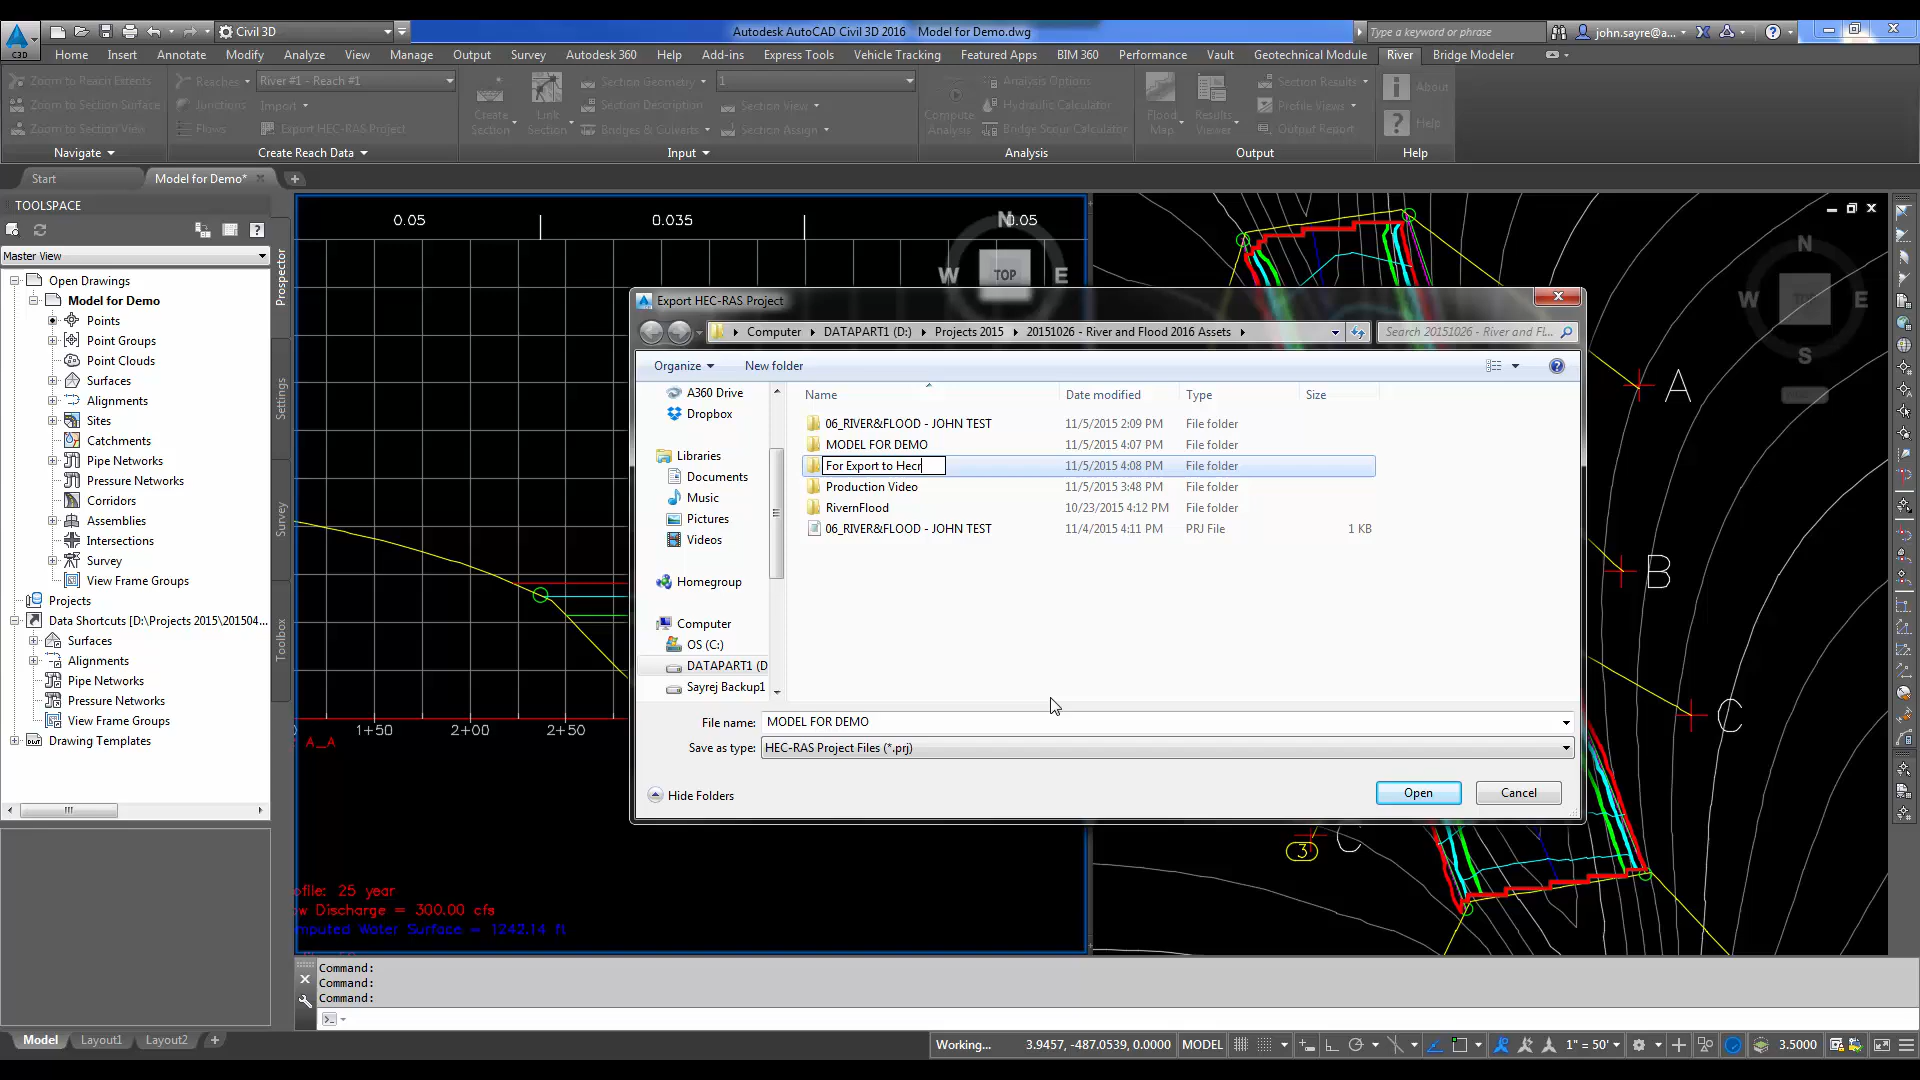 Civil 3D
Autodesk AutoCAD Civil 3D 2016 Model for Demo.dwg
Type a keyword or phrase
john.sayre@a...
C3D
Home Insert Annotate Modify Analyze View Manage Output Survey Autodesk 360 Help Add-ins Express Tools Vehicle Tracking Featured Apps BIM 360 Performance Vault Geotechnical Module River Bridge Modeler
Zoom to Reach Extents Reaches River #1 - Reach #1
Zoom to Section Surface Junctions Import
Zoom to Section View Flows Export HEC-RAS Project
Create Section
Link Section
Section Geometry 1
Section Description Section View
Bridges & Culverts Section Assign
Compute Analysis
Analysis Options
Hydraulic Calculator
Bridge Scour Calculator
Flood Map
Results Viewer
Section Results
Profile Views
Output Report
About
Help
Navigate Create Reach Data Input Analysis Output Help
Start Model for Demo*
TOOLSPACE
Master View
Open Drawings
Model for Demo
Points
Point Groups
Point Clouds
Surfaces
Alignments
Sites
Catchments
Pipe Networks
Pressure Networks
Corridors
Assemblies
Intersections
Survey
View Frame Groups
Projects
Data Shortcuts [D:\Projects 2015\201504...
Surfaces
Alignments
Pipe Networks
Pressure Networks
View Frame Groups
Drawing Templates
Prospector
Settings
Survey
Toolbox
0.05 0.035 0.05
N
W TOP E
N
W E
S
A
B
C
3
C
1+50 2+00 2+50
A_A
ofile: 25 year
ow Discharge = 300.00 cfs
mputed Water Surface = 1242.14 ft
Export HEC-RAS Project
Computer DATAPART1 (D:) Projects 2015 20151026 - River and Flood 2016 Assets
Search 20151026 - River and Fl...
Organize New folder
A360 Drive
Dropbox
Libraries
Documents
Music
Pictures
Videos
Homegroup
Computer
OS (C:)
DATAPART1 (D
Sayrej Backup1
Name Date modified Type Size
06_RIVER&FLOOD - JOHN TEST 11/5/2015 2:09 PM File folder
MODEL FOR DEMO 11/5/2015 4:07 PM File folder
For Export to Hecr 11/5/2015 4:08 PM File folder
Production Video 11/5/2015 3:48 PM File folder
RivernFlood 10/23/2015 4:12 PM File folder
06_RIVER&FLOOD - JOHN TEST 11/4/2015 4:11 PM PRJ File 1 KB
File name: MODEL FOR DEMO
Save as type: HEC-RAS Project Files (*.prj)
Hide Folders
Open Cancel
Command:
Command:
Command:
Model Layout1 Layout2
Working... 3.9457, -487.0539, 0.0000 MODEL 1" = 50' 3.5000